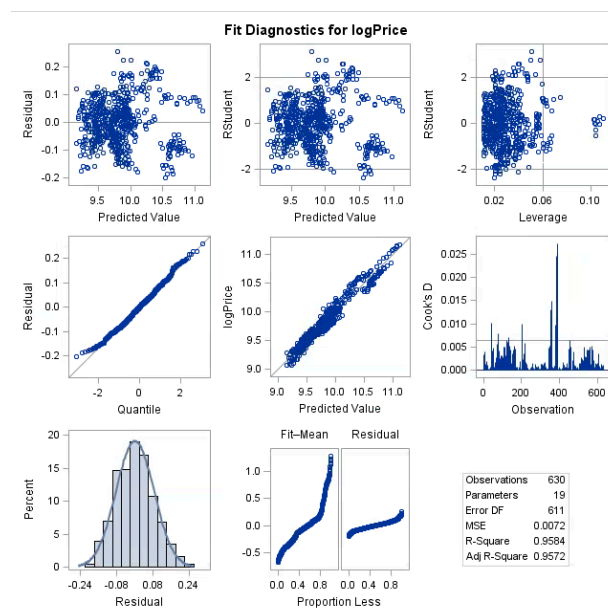 Fit Diagnostics for logPrice
Residual
0.2
0.1
0.0
-0.1
-0.2
9.5 10.0 10.5 11.0
Predicted Value
RStudent
2
0
-2
9.5 10.0 10.5 11.0
Predicted Value
RStudent
2
0
-2
0.02 0.06 0.10
Leverage
Residual
0.2
0.1
0.0
-0.1
-0.2
-2 0 2
Quantile
logPrice
11.0
10.5
10.0
9.5
9.0
9.0 9.5 10.0 10.5 11.0
Predicted Value
Cook's D
0.025
0.020
0.015
0.010
0.005
0.000
0 200 400 600
Observation
Percent
20
15
10
5
0
-0.24 -0.08 0.08 0.24
Residual
Fit–Mean Residual
1.0
0.5
0.0
-0.5
0.0 0.4 0.8 0.0 0.4 0.8
Proportion Less
Observations 630
Parameters 19
Error DF 611
MSE 0.0072
R-Square 0.9584
Adj R-Square 0.9572